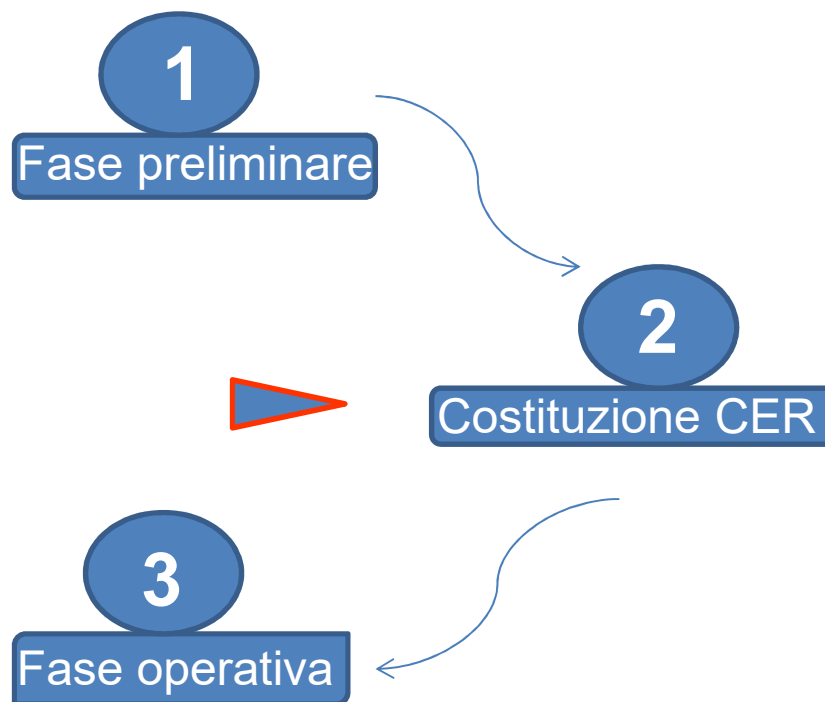 1
Fase preliminare
2
Costituzione CER
3
Fase operativa